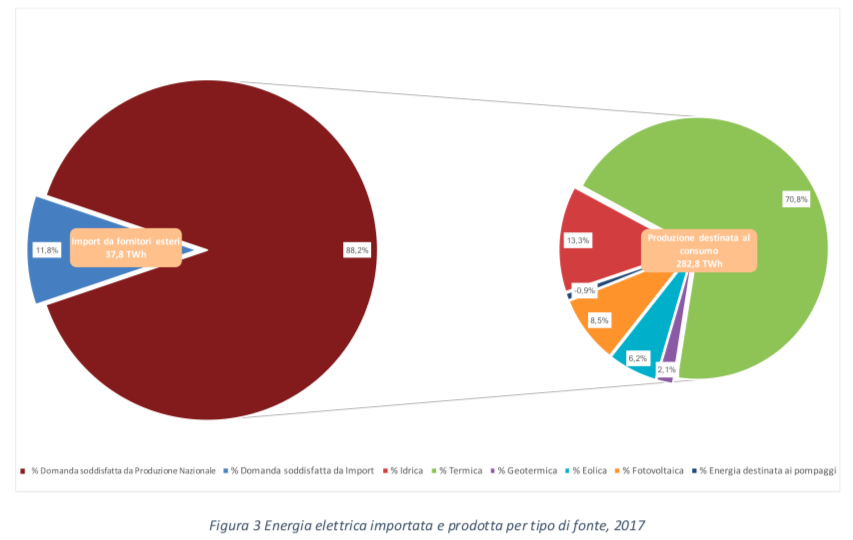 11,8%
Import da fornitori esteri
37,8 TWh
88,2%
70,8%
13,3%
Produzione destinata al
consumo
282,8 TWh
-0,9%
8,5%
6,2%
2,1%
% Domanda soddisfatta da Produzione Nazionale % Domanda soddisfatta da Import % Idrica % Termica % Geotermica % Eolica % Fotovoltaica % Energia destinata ai pompaggi
Figura 3 Energia elettrica importata e prodotta per tipo di fonte, 2017